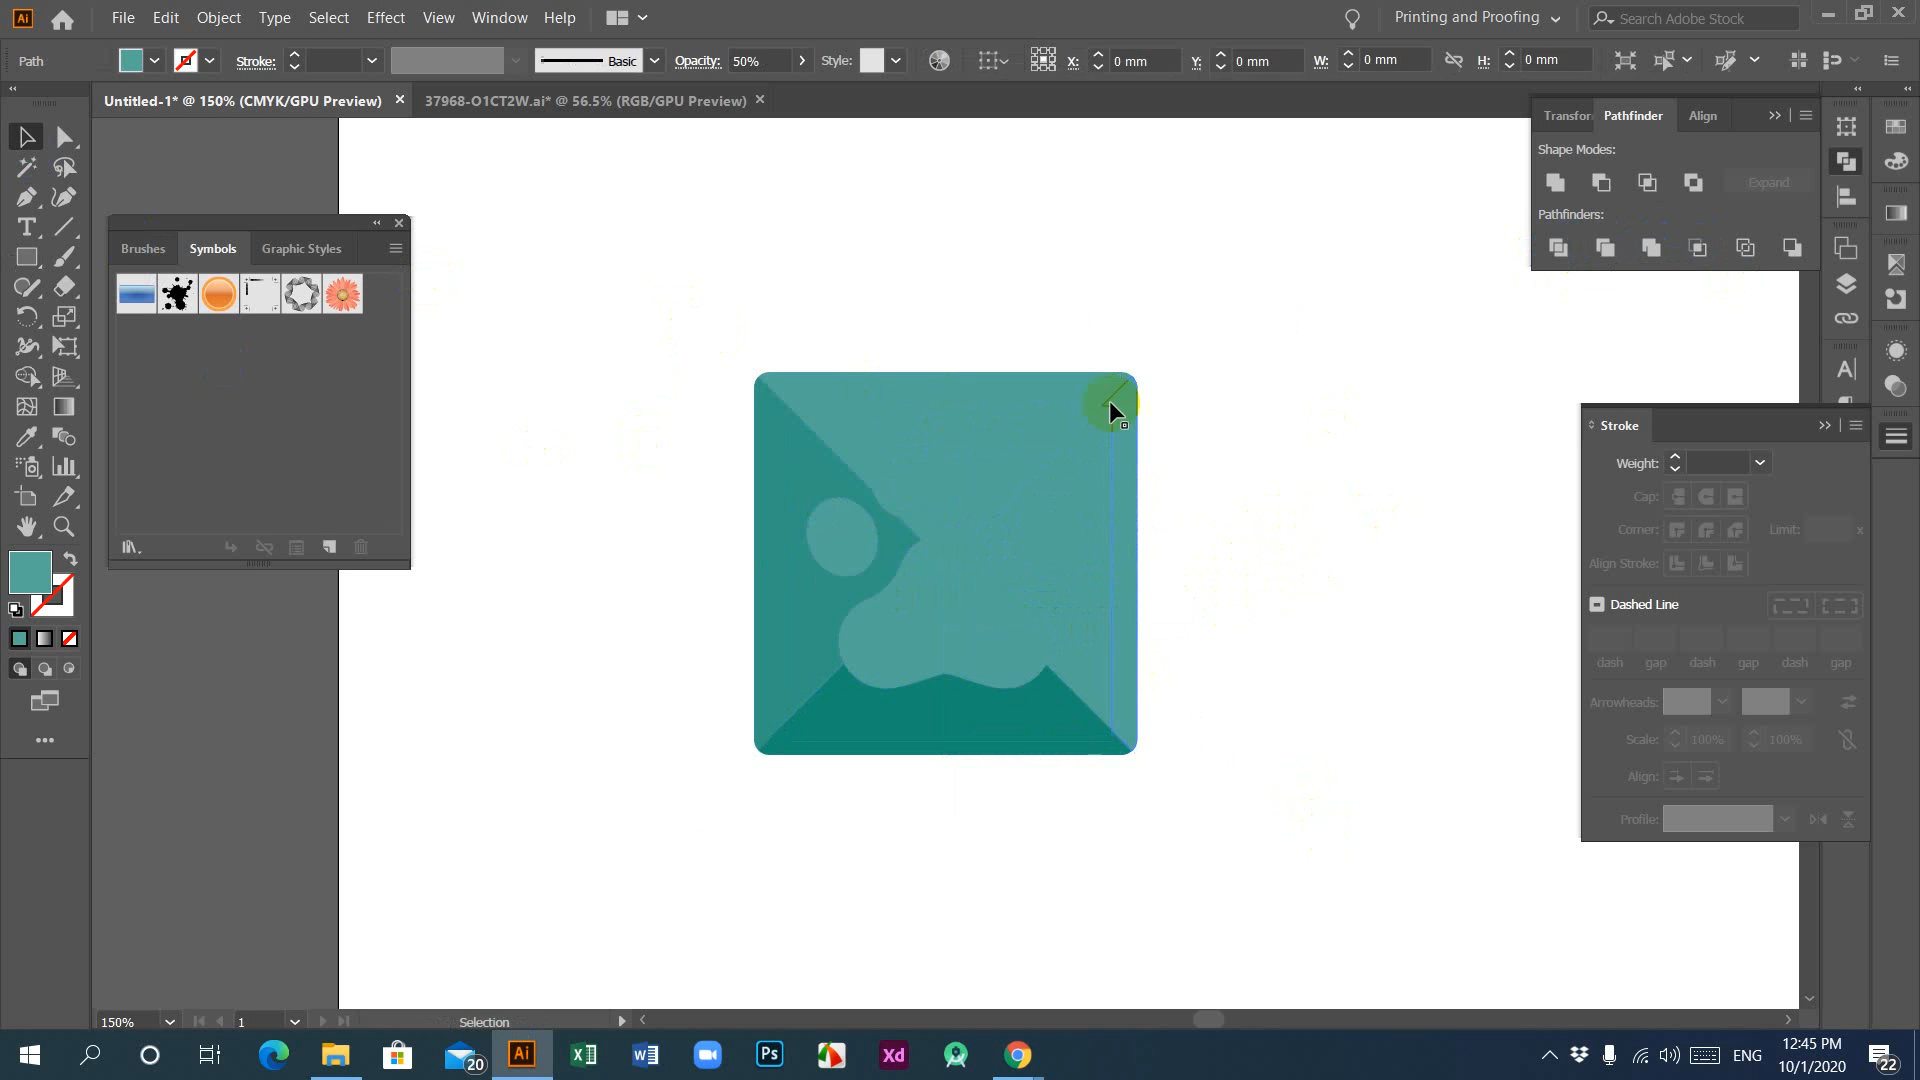 Ai File Edit Object Type Select Effect View Window Help Printing and Proofing Search Adobe Stock
Path Stroke: Basic Opacity: 50% Style: X: 0 mm Y: 0 mm W: 0 mm H: 0 mm
Untitled-1* @ 150% (CMYK/GPU Preview) 37968-O1CT2W.ai* @ 56.5% (RGB/GPU Preview)
Transfor Pathfinder Align
Shape Modes:
Expand
Pathfinders:
Brushes Symbols Graphic Styles
Stroke
Weight:
Cap:
Corner: Limit: x
Align Stroke:
Dashed Line
dash gap dash gap dash gap
Arrowheads:
Scale: 100% 100%
Align:
Profile:
150% 1 Selection
20 Ai Ps Xd ENG 12:45 PM
10/1/2020 22